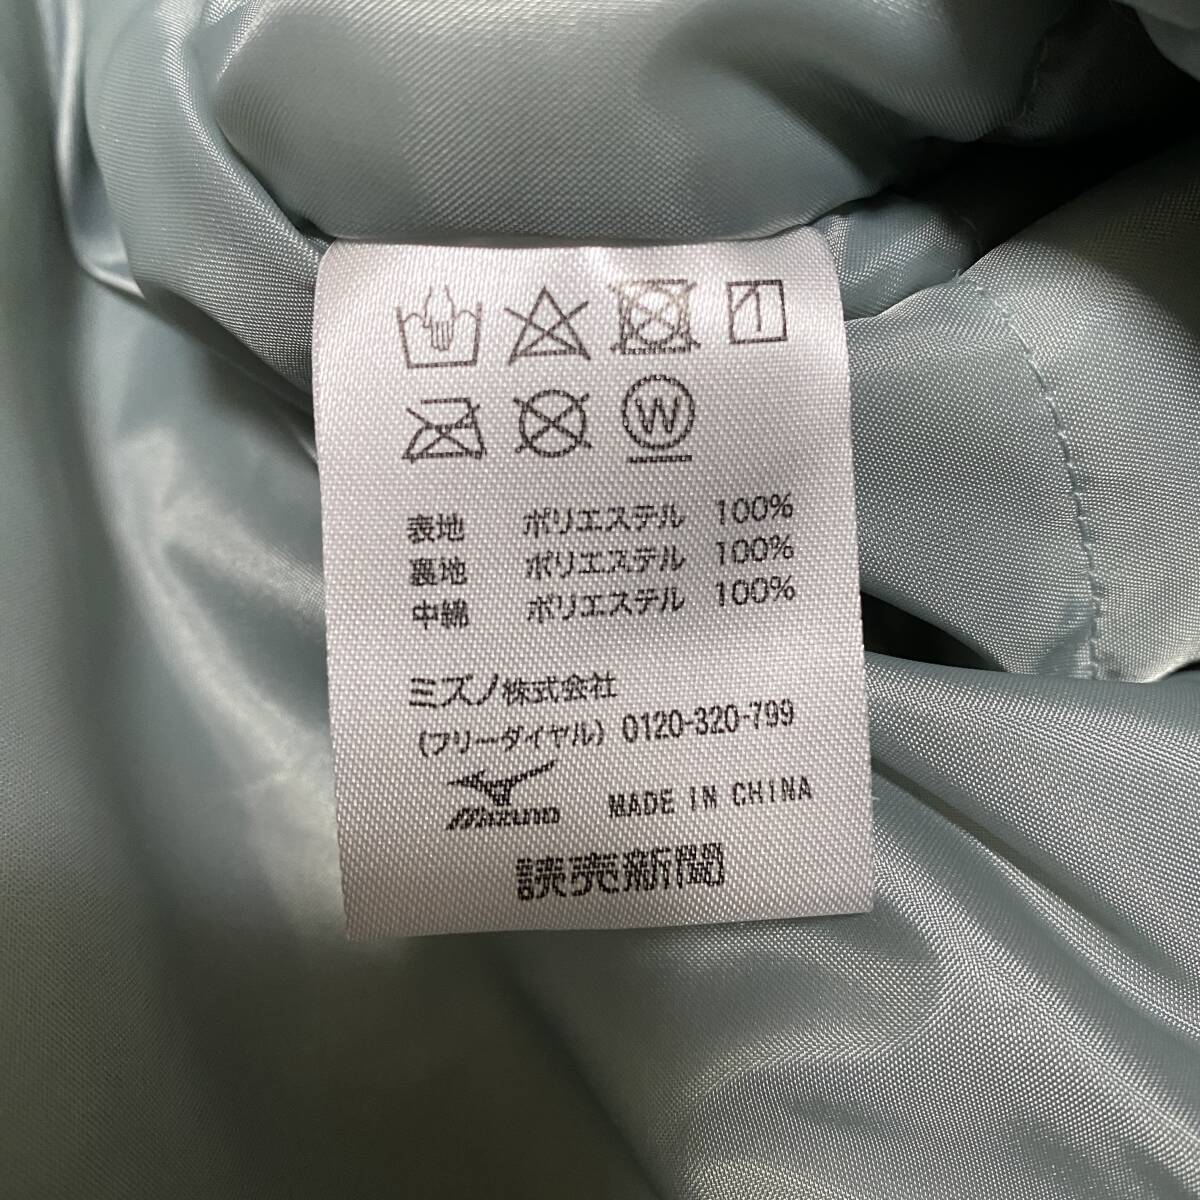 W
表地 ポリエステル 100%
裏地 ポリエステル 100%
中綿 ポリエステル 100%
ミズノ株式会社
(フリーダイヤル) 0120-320-799
Mizuno MADE IN CHINA
読売新聞